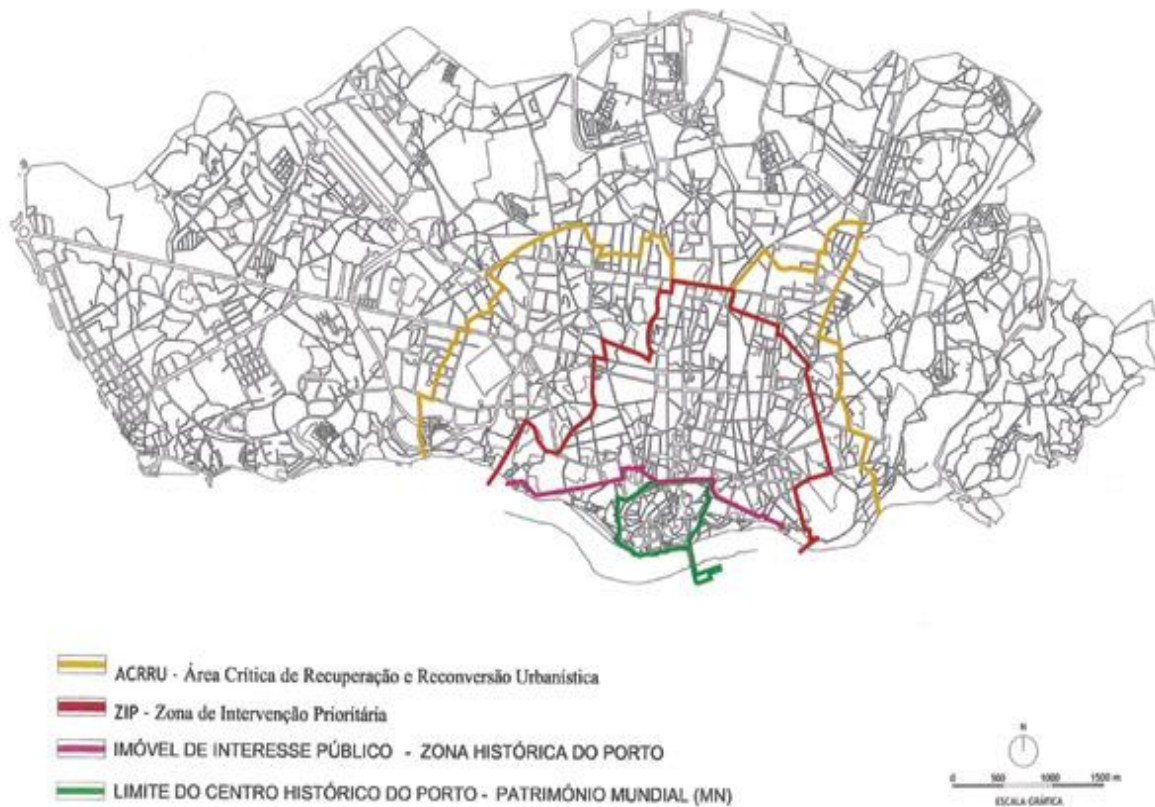 ACRRU - Área Crítica de Recuperação e Reconversão Urbanística
ZIP - Zona de Intervenção Prioritária
IMÓVEL DE INTERESSE PÚBLICO - ZONA HISTÓRICA DO PORTO
LIMITE DO CENTRO HISTÓRICO DO PORTO - PATRIMÓNIO MUNDIAL (MN)
N
0 500 1000 1500 m
ESCALA GRÁFICA